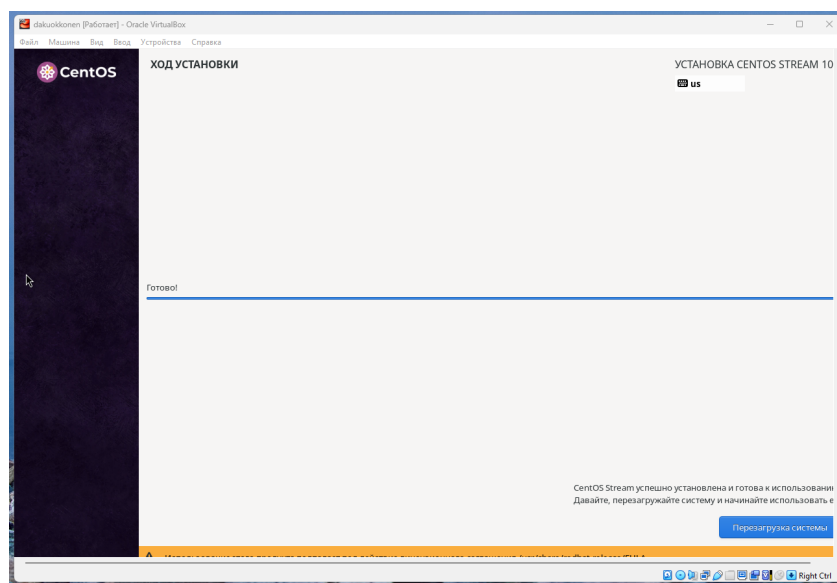 dakuokkonen [Работает] - Oracle VirtualBox
Файл Машина Вид Ввод Устройства Справка
CentOS
ХОД УСТАНОВКИ
УСТАНОВКА CENTOS STREAM 10
us
Готово!
CentOS Stream успешно установлена и готова к использовани
Давайте, перезагружайте систему и начинайте использовать е
Перезагрузка системы
Right Ctrl